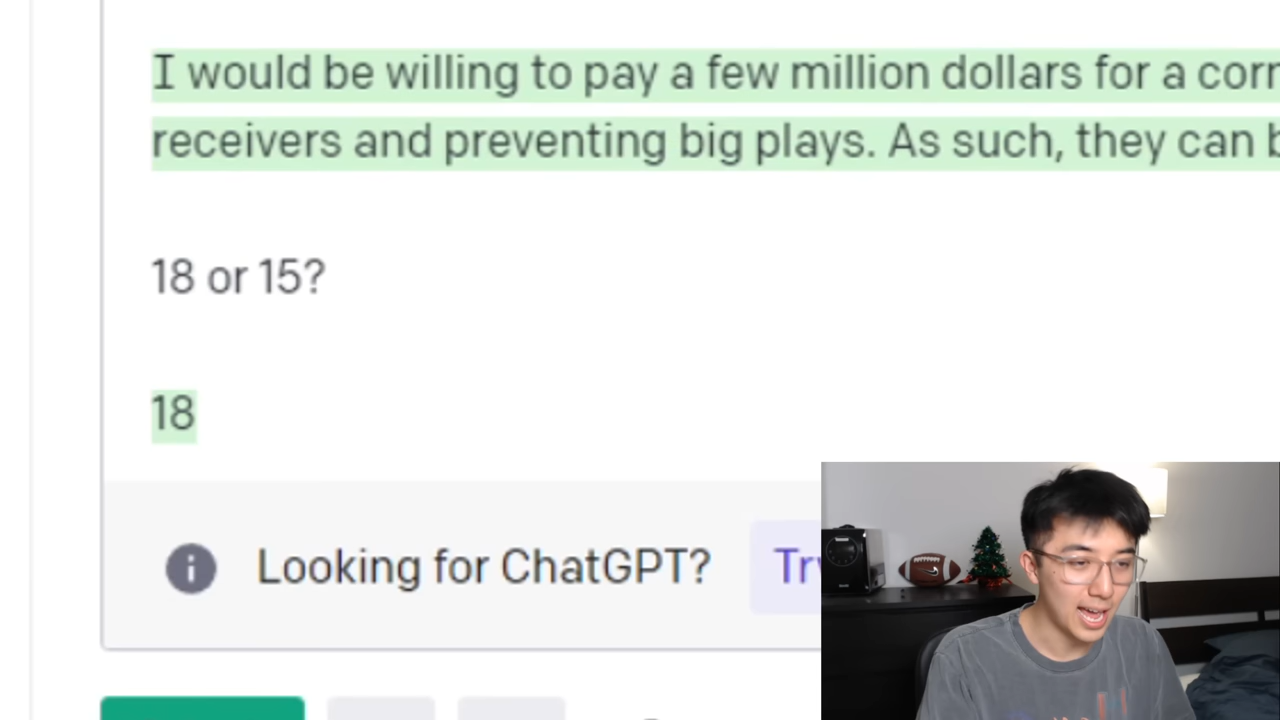 I would be willing to pay a few million dollars for a
receivers and preventing big plays. As such, they can
18 or 15?
18
Looking for ChatGPT?